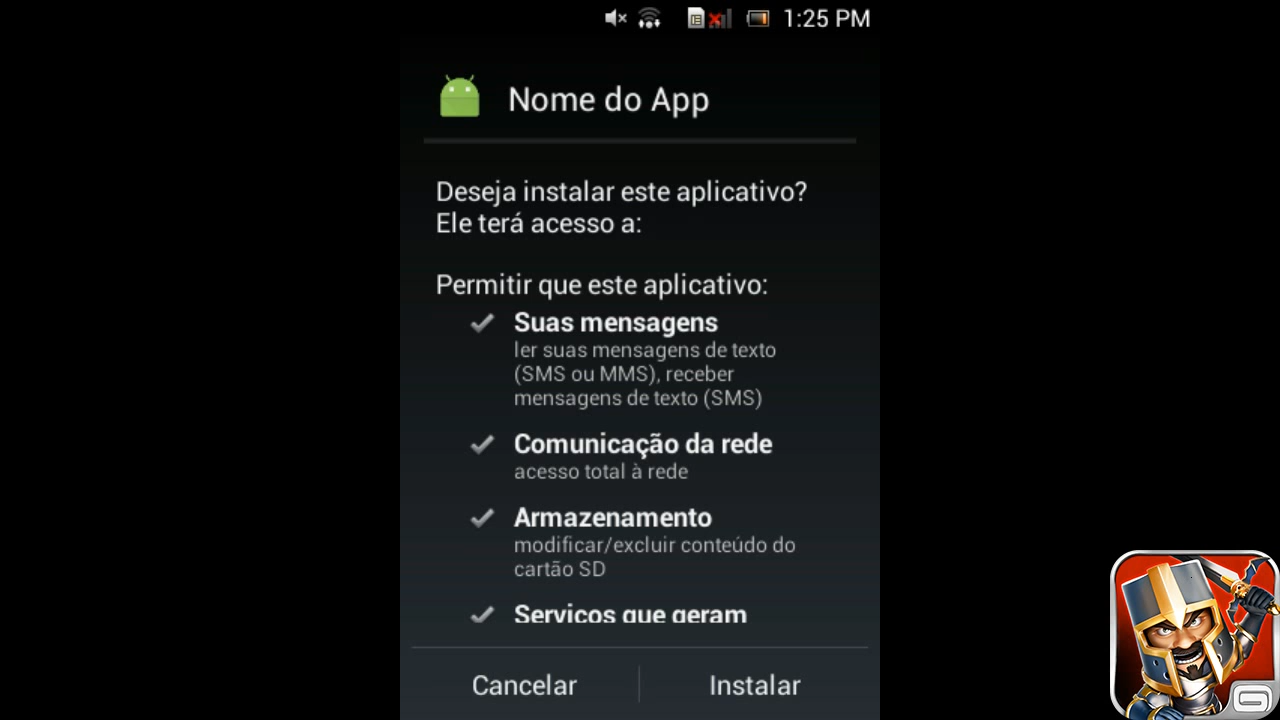 1:25 PM
Nome do App
Deseja instalar este aplicativo?
Ele terá acesso a:
Permitir que este aplicativo:
Suas mensagens
ler suas mensagens de texto
(SMS ou MMS), receber
mensagens de texto (SMS)
Comunicação da rede
acesso total à rede
Armazenamento
modificar/excluir conteúdo do
cartão SD
Serviços que geram
Cancelar
Instalar